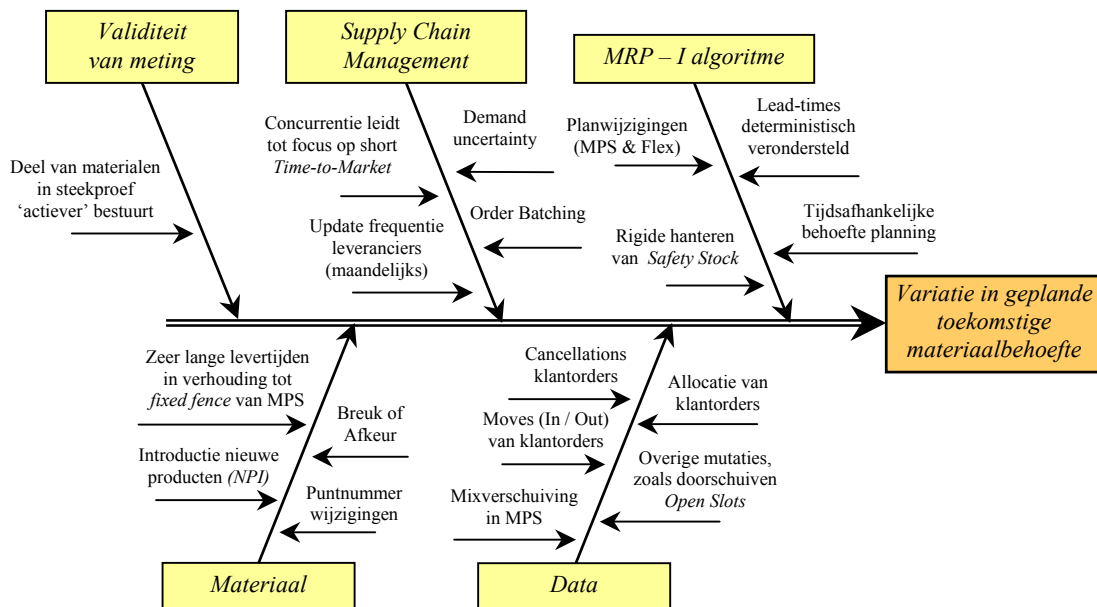 Validiteit
van meting
Supply Chain
Management
MRP – I algoritme
Deel van materialen
in steekproef
‘actiever’ bestuurt
Concurrentie leidt
tot focus op short
Time-to-Market
Demand
uncertainty
Update frequentie
leveranciers
(maandelijks)
Order Batching
Planwijzigingen
(MPS & Flex)
Lead-times
deterministisch
verondersteld
Rigide hanteren
van Safety Stock
Tijdsafhankelijke
behoefte planning
Variatie in geplande
toekomstige
materiaalbehoefte
Zeer lange levertijden
in verhouding tot
fixed fence van MPS
Breuk of
Afkeur
Introductie nieuwe
producten (NPI)
Puntnummer
wijzigingen
Cancellations
klantorders
Allocatie van
klantorders
Moves (In / Out)
van klantorders
Overige mutaties,
zoals doorschuiven
Open Slots
Mixverschuiving
in MPS
Materiaal
Data